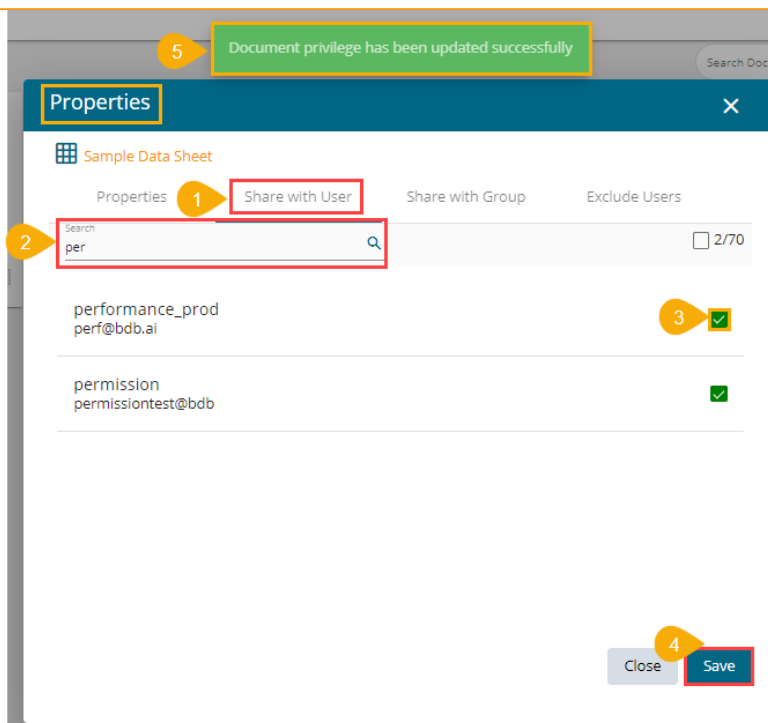 5
Document privilege has been updated successfully
Search Doc
Properties
Sample Data Sheet
Properties 1 Share with User Share with Group Exclude Users
2
Search
per
2/70
performance_prod
perf@bdb.ai
3
permission
permissiontest@bdb
4
Close Save